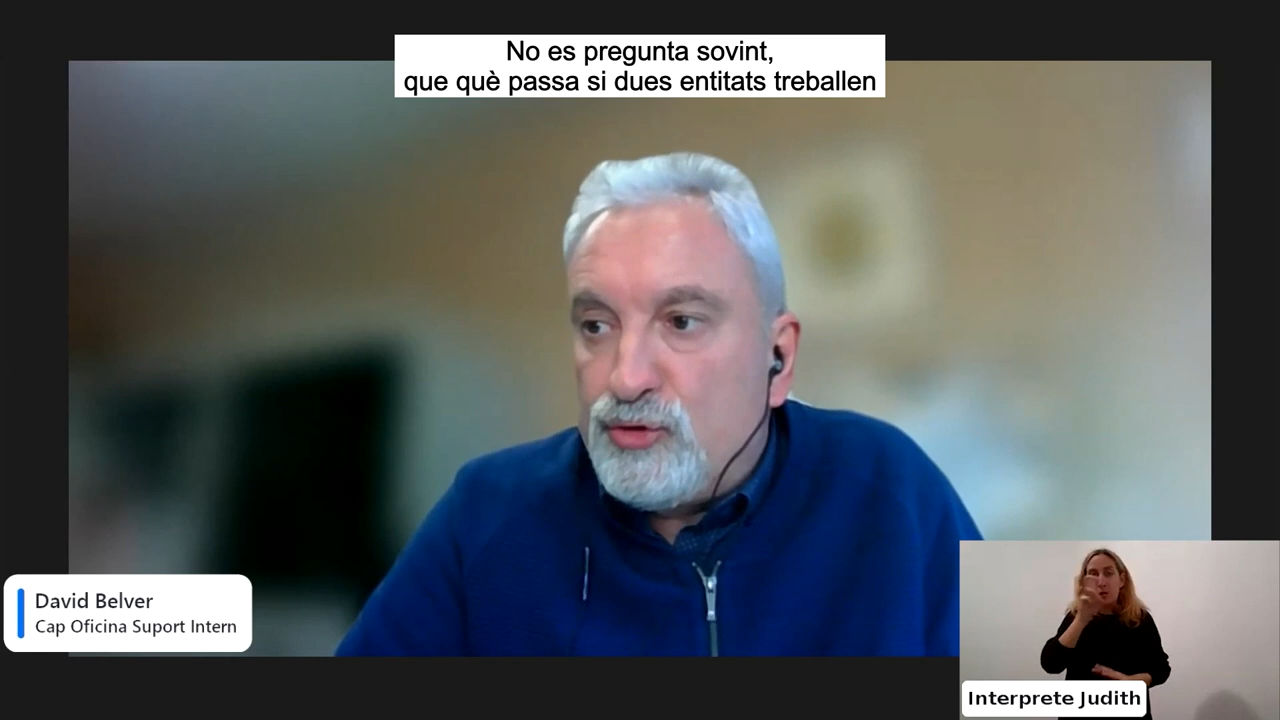 No es pregunta sovint,
que què passa si dues entitats treballen
David Belver
Cap Oficina Suport Intern
Interprete Judith